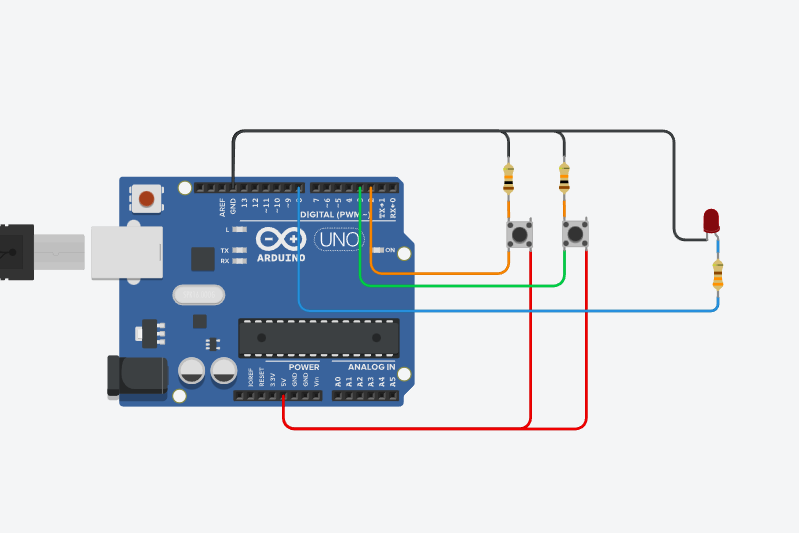 AREF
GND
13
12
~11
~10
~9
8
7
~6
~5
4
2
TX→1
RX←0
DIGITAL (PWM~)
L
TX
RX
UNO
ON
ARDUINO
POWER
ANALOG IN
IOREF
RESET
3.3V
5V
GND
GND
Vin
A0
A1
A2
A3
A4
A5